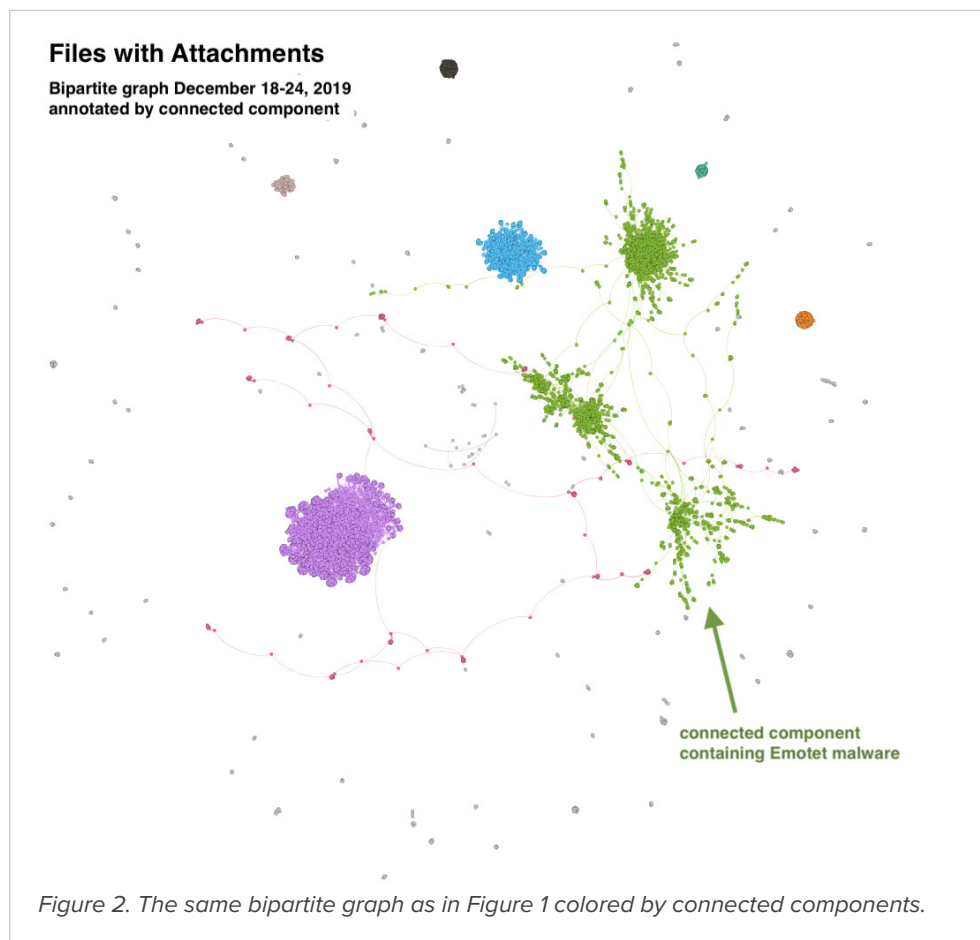 Files with Attachments
Bipartite graph December 18-24, 2019
annotated by connected component
connected component
containing Emotet malware
Figure 2. The same bipartite graph as in Figure 1 colored by connected components.